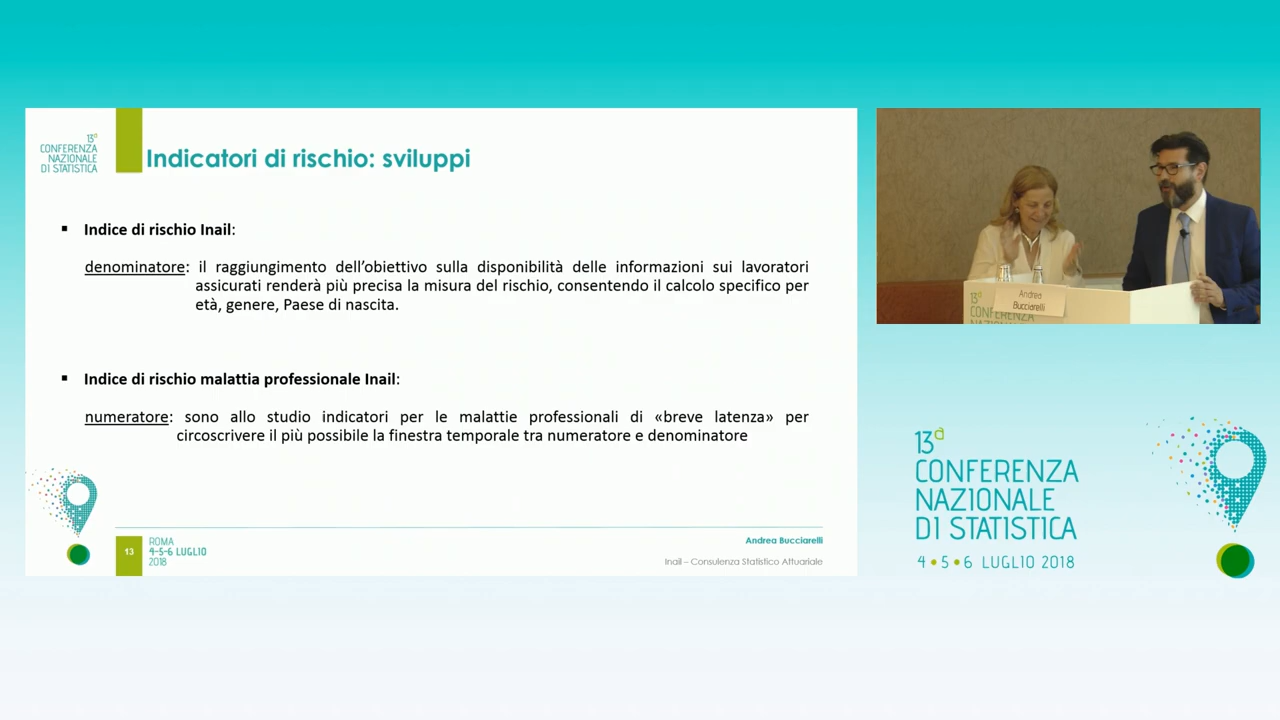 13ª
CONFERENZA
NAZIONALE
DI STATISTICA
Indicatori di rischio: sviluppi
▪ Indice di rischio Inail:
denominatore: il raggiungimento dell'obiettivo sulla disponibilità delle informazioni sui lavoratori
assicurati renderà più precisa la misura del rischio, consentendo il calcolo specifico per
età, genere, Paese di nascita.
▪ Indice di rischio malattia professionale Inail:
numeratore: sono allo studio indicatori per le malattie professionali di «breve latenza» per
circoscrivere il più possibile la finestra temporale tra numeratore e denominatore
13
ROMA
4-5-6 LUGLIO
2018
Andrea Bucciarelli
Inail – Consulenza Statistico Attuariale
13ª
CONFERENZA
Andrea
Bucciarelli
13ª
CONFERENZA
NAZIONALE
DI STATISTICA
4 • 5 • 6 LUGLIO 2018